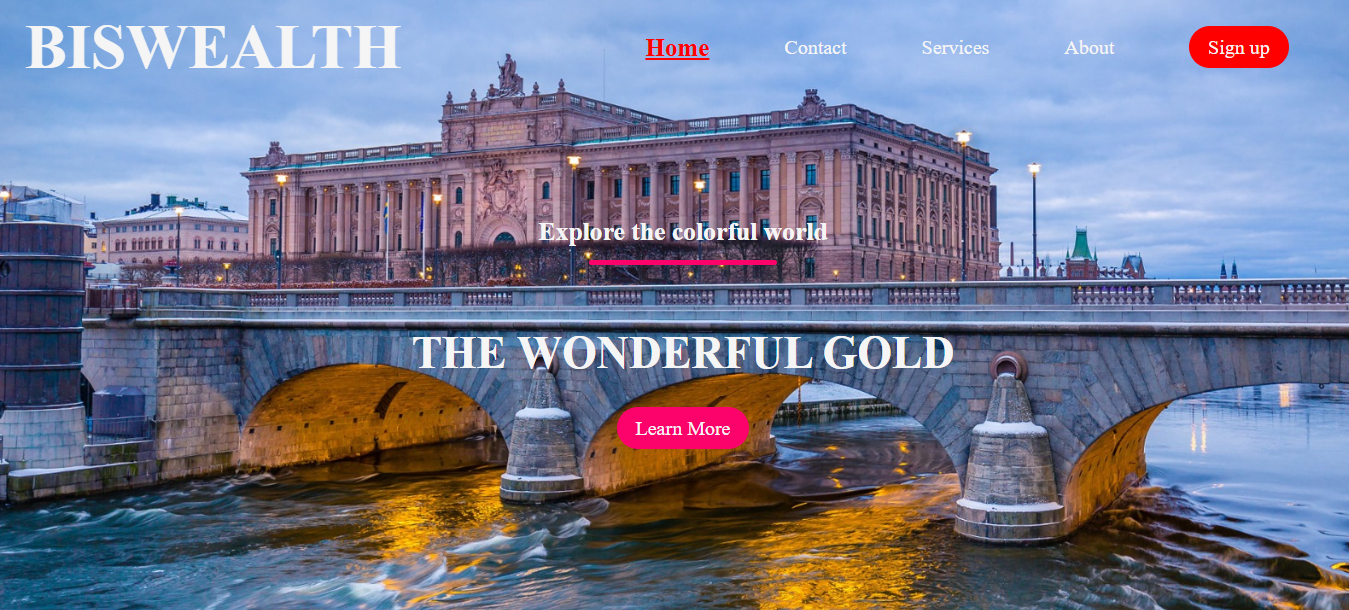 BISWEALTH
Home Contact Services About Sign up
Explore the colorful world
THE WONDERFUL GOLD
Learn More